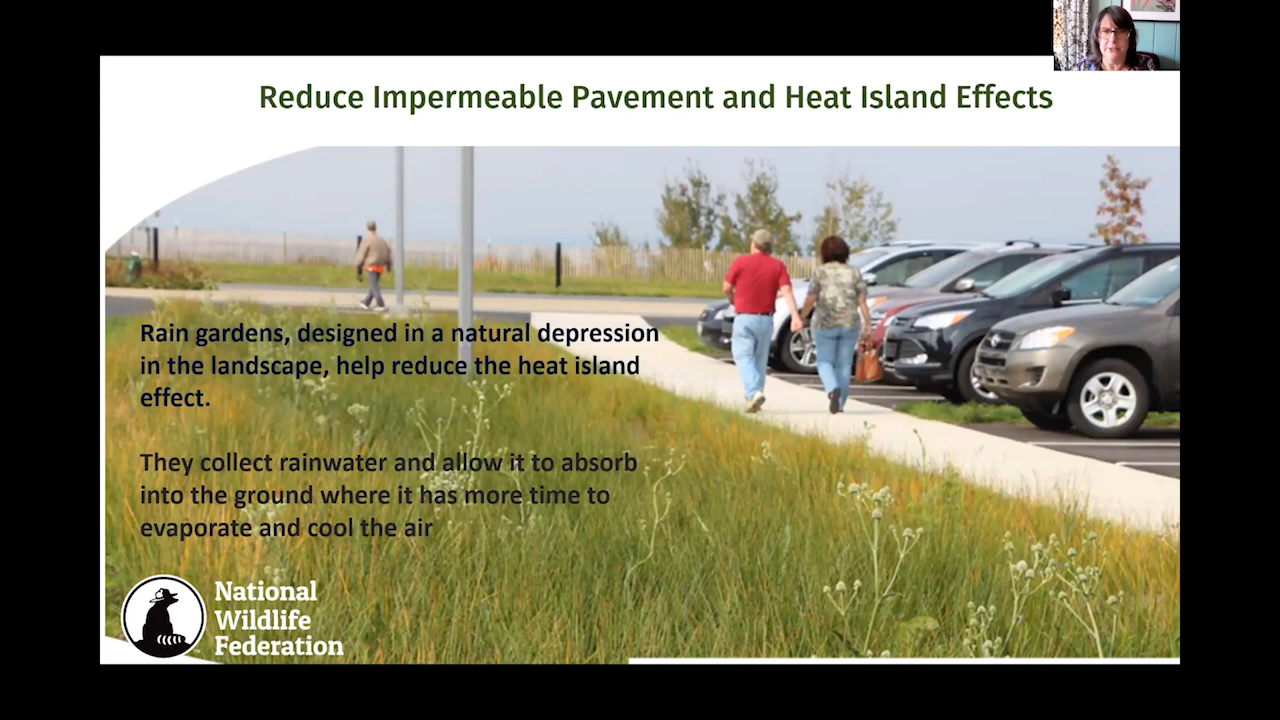 Reduce Impermeable Pavement and Heat Island Effects
Rain gardens, designed in a natural depression
in the landscape, help reduce the heat island
effect.
They collect rainwater and allow it to absorb
into the ground where it has more time to
evaporate and cool the air
National
Wildlife
Federation